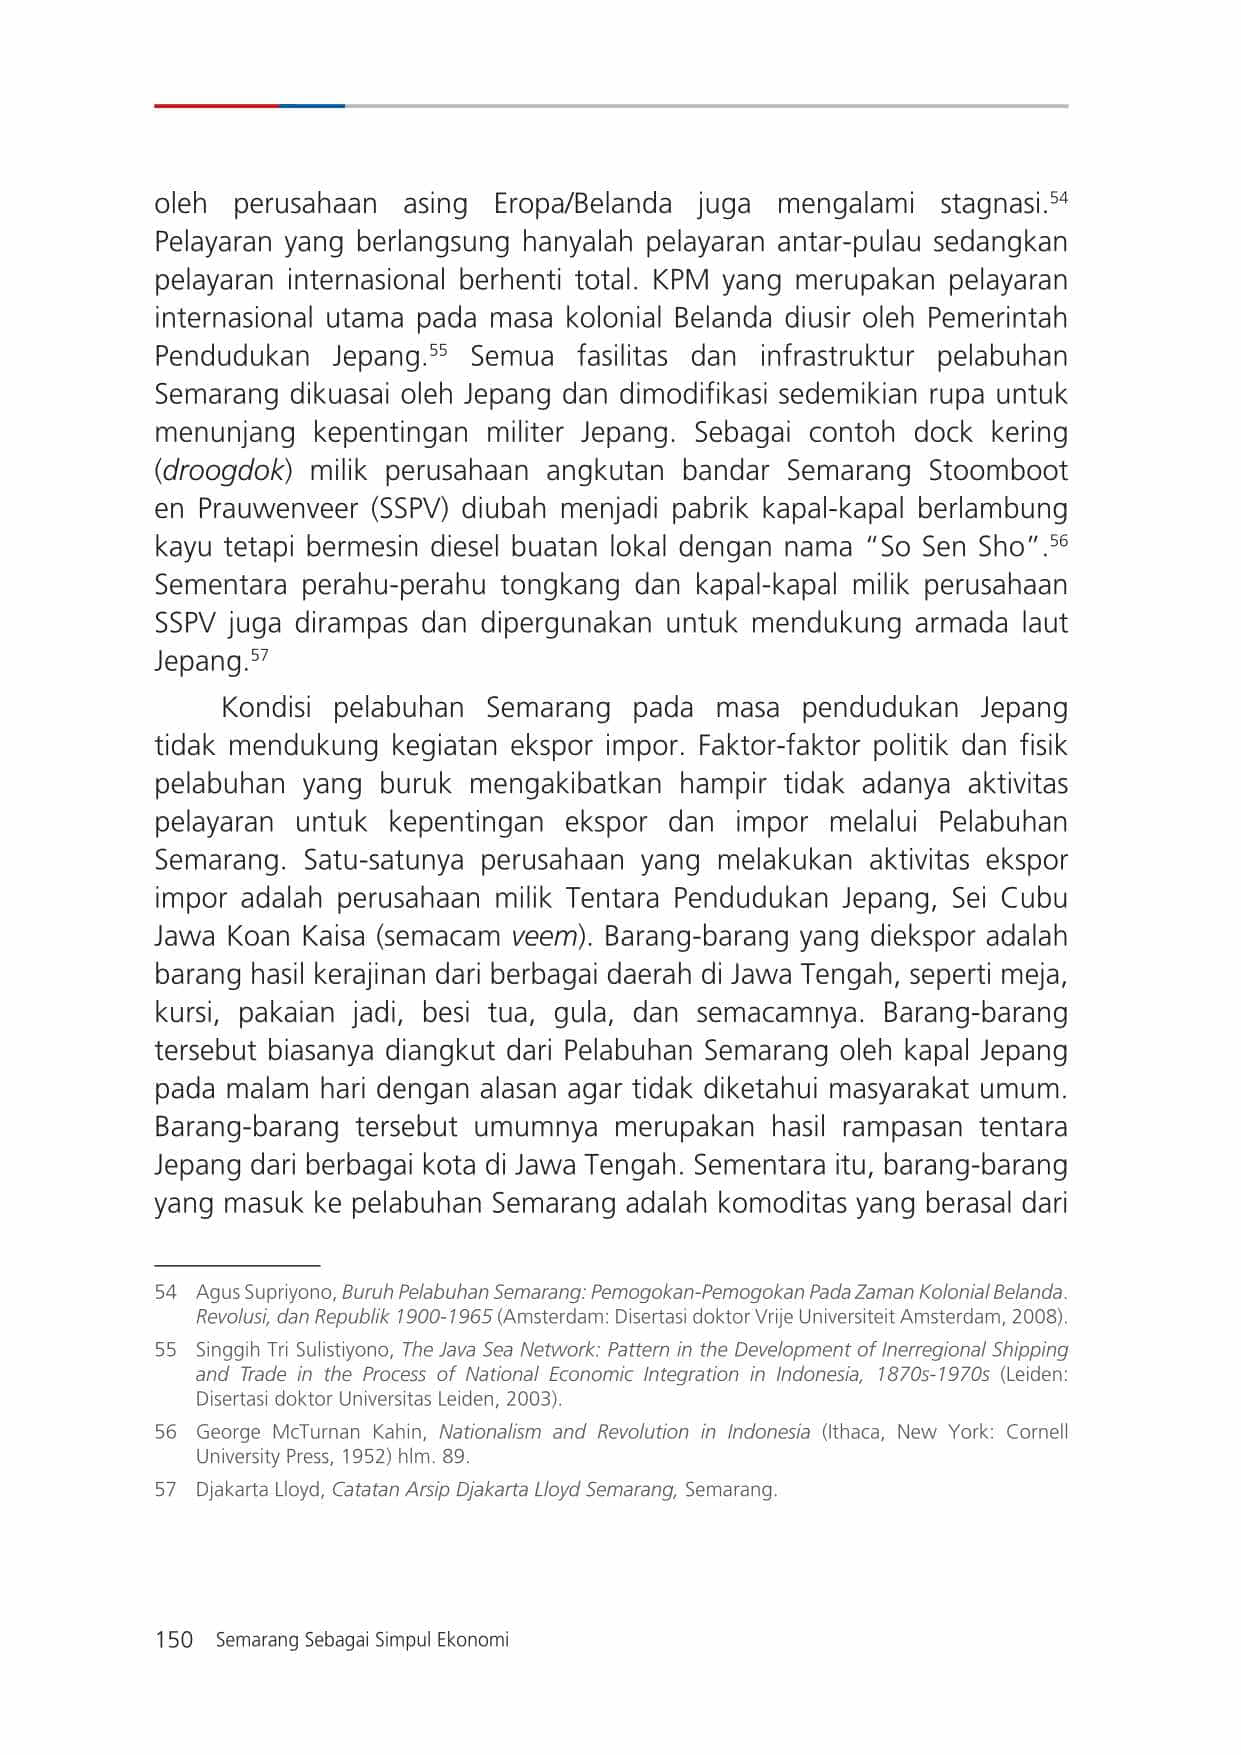 oleh perusahaan asing Eropa/Belanda juga mengalami stagnasi.54
Pelayaran yang berlangsung hanyalah pelayaran antar-pulau sedangkan
pelayaran internasional berhenti total. KPM yang merupakan pelayaran
internasional utama pada masa kolonial Belanda diusir oleh Pemerintah
Pendudukan Jepang.55 Semua fasilitas dan infrastruktur pelabuhan
Semarang dikuasai oleh Jepang dan dimodifikasi sedemikian rupa untuk
menunjang kepentingan militer Jepang. Sebagai contoh dock kering
(droogdok) milik perusahaan angkutan bandar Semarang Stoomboot
en Prauwenveer (SSPV) diubah menjadi pabrik kapal-kapal berlambung
kayu tetapi bermesin diesel buatan lokal dengan nama “So Sen Sho”.56
Sementara perahu-perahu tongkang dan kapal-kapal milik perusahaan
SSPV juga dirampas dan dipergunakan untuk mendukung armada laut
Jepang.57
Kondisi pelabuhan Semarang pada masa pendudukan Jepang
tidak mendukung kegiatan ekspor impor. Faktor-faktor politik dan fisik
pelabuhan yang buruk mengakibatkan hampir tidak adanya aktivitas
pelayaran untuk kepentingan ekspor dan impor melalui Pelabuhan
Semarang. Satu-satunya perusahaan yang melakukan aktivitas ekspor
impor adalah perusahaan milik Tentara Pendudukan Jepang, Sei Cubu
Jawa Koan Kaisa (semacam veem). Barang-barang yang diekspor adalah
barang hasil kerajinan dari berbagai daerah di Jawa Tengah, seperti meja,
kursi, pakaian jadi, besi tua, gula, dan semacamnya. Barang-barang
tersebut biasanya diangkut dari Pelabuhan Semarang oleh kapal Jepang
pada malam hari dengan alasan agar tidak diketahui masyarakat umum.
Barang-barang tersebut umumnya merupakan hasil rampasan tentara
Jepang dari berbagai kota di Jawa Tengah. Sementara itu, barang-barang
yang masuk ke pelabuhan Semarang adalah komoditas yang berasal dari
54 Agus Supriyono, Buruh Pelabuhan Semarang: Pemogokan-Pemogokan Pada Zaman Kolonial Belanda.
Revolusi, dan Republik 1900-1965 (Amsterdam: Disertasi doktor Vrije Universiteit Amsterdam, 2008).
55 Singgih Tri Sulistiyono, The Java Sea Network: Pattern in the Development of Inerregional Shipping
and Trade in the Process of National Economic Integration in Indonesia, 1870s-1970s (Leiden:
Disertasi doktor Universitas Leiden, 2003).
56 George McTurnan Kahin, Nationalism and Revolution in Indonesia (Ithaca, New York: Cornell
University Press, 1952) hlm. 89.
57 Djakarta Lloyd, Catatan Arsip Djakarta Lloyd Semarang, Semarang.
150 Semarang Sebagai Simpul Ekonomi